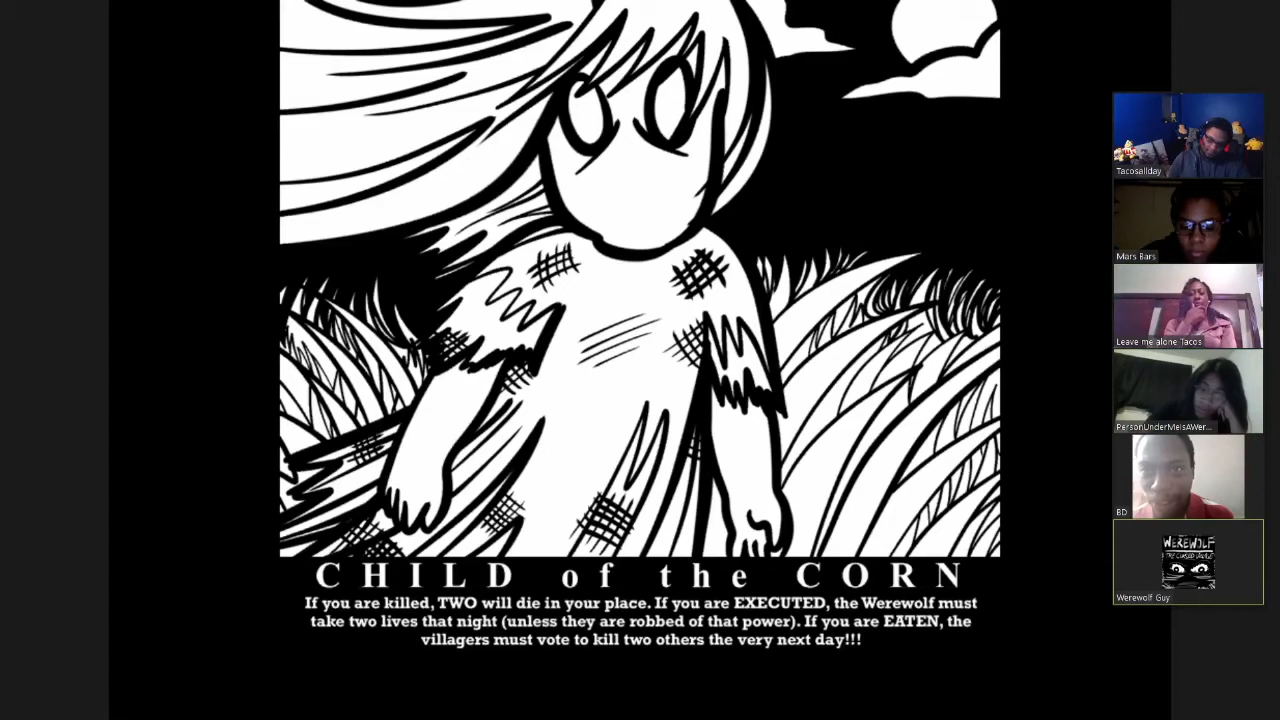 CHILD of the CORN
If you are killed, TWO will die in your place. If you are EXECUTED, the Werewolf must
take two lives that night (unless they are robbed of that power). If you are EATEN, the
villagers must vote to kill two others the very next day!!!
Tacosallday
Mars Bars
Leave me alone Tacos
PersonUnderMeIsAWer...
BD
WEREWOLF
THE CURSED VILLAGE
Werewolf Guy